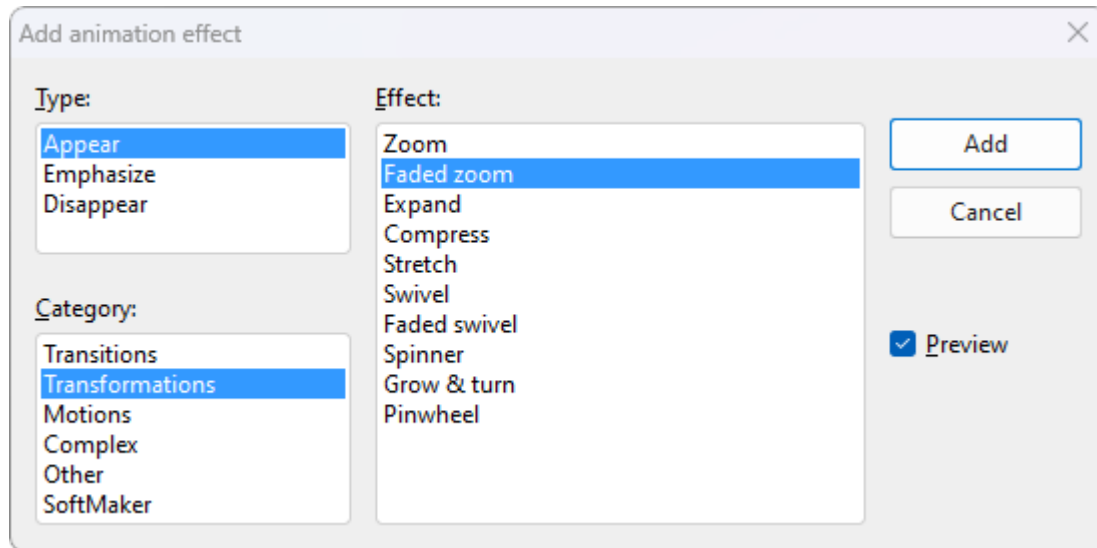 Add animation effect
Type:
Appear
Emphasize
Disappear
Category:
Transitions
Transformations
Motions
Complex
Other
SoftMaker
Effect:
Zoom
Faded zoom
Expand
Compress
Stretch
Swivel
Faded swivel
Spinner
Grow & turn
Pinwheel
Add
Cancel
Preview